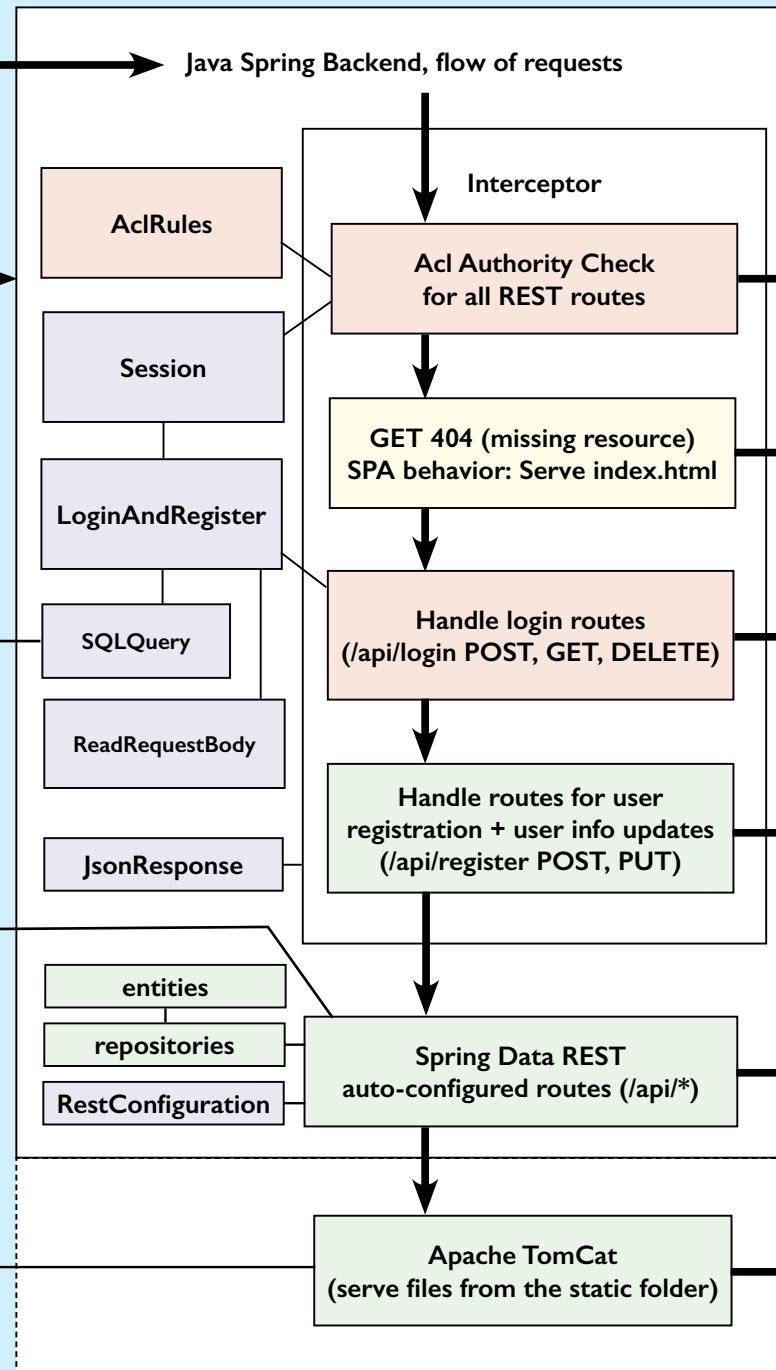 Java Spring Backend, flow of requests
Interceptor
AclRules
Acl Authority Check
for all REST routes
Session
GET 404 (missing resource)
SPA behavior: Serve index.html
LoginAndRegister
Handle login routes
(/api/login POST, GET, DELETE)
SQLQuery
ReadRequestBody
Handle routes for user
registration + user info updates
(/api/register POST, PUT)
JsonResponse
entities
repositories
RestConfiguration
Spring Data REST
auto-configured routes (/api/*)
Apache TomCat
(serve files from the static folder)